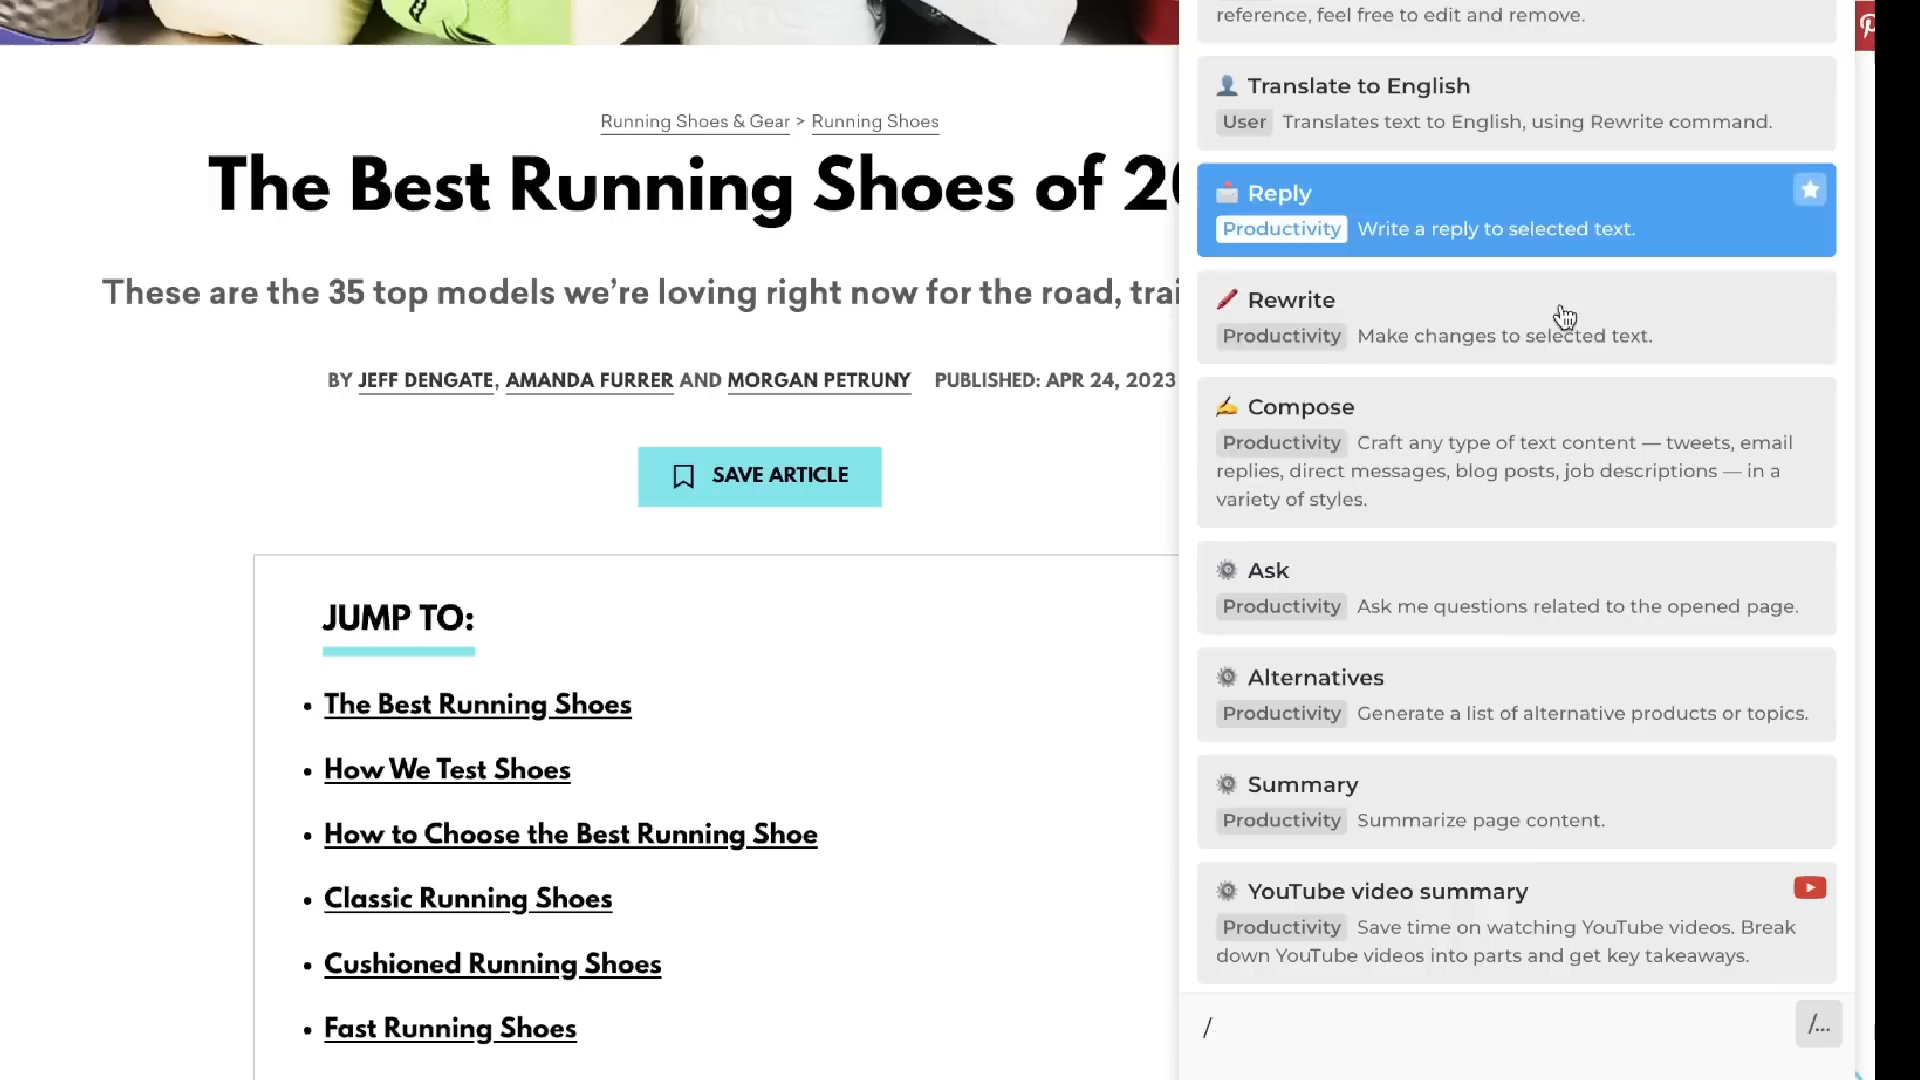 Running Shoes & Gear > Running Shoes
The Best Running Shoes of
These are the 35 top models we're loving right now for the road,
BY JEFF DENGATE, AMANDA FURRER AND MORGAN PETRUNY PUBLISHED: APR 24, 2023
SAVE ARTICLE
JUMP TO:
• The Best Running Shoes
• How We Test Shoes
• How to Choose the Best Running Shoe
• Classic Running Shoes
• Cushioned Running Shoes
• Fast Running Shoes
reference, feel free to edit and remove.
Translate to English
User Translates text to English, using Rewrite command.
Reply
Productivity Write a reply to selected text.
Rewrite
Productivity Make changes to selected text.
Compose
Productivity Craft any type of text content — tweets, email
replies, direct messages, blog posts, job descriptions — in a
variety of styles.
Ask
Productivity Ask me questions related to the opened page.
Alternatives
Productivity Generate a list of alternative products or topics.
Summary
Productivity Summarize page content.
YouTube video summary
Productivity Save time on watching YouTube videos. Break
down YouTube videos into parts and get key takeaways.
/
/...